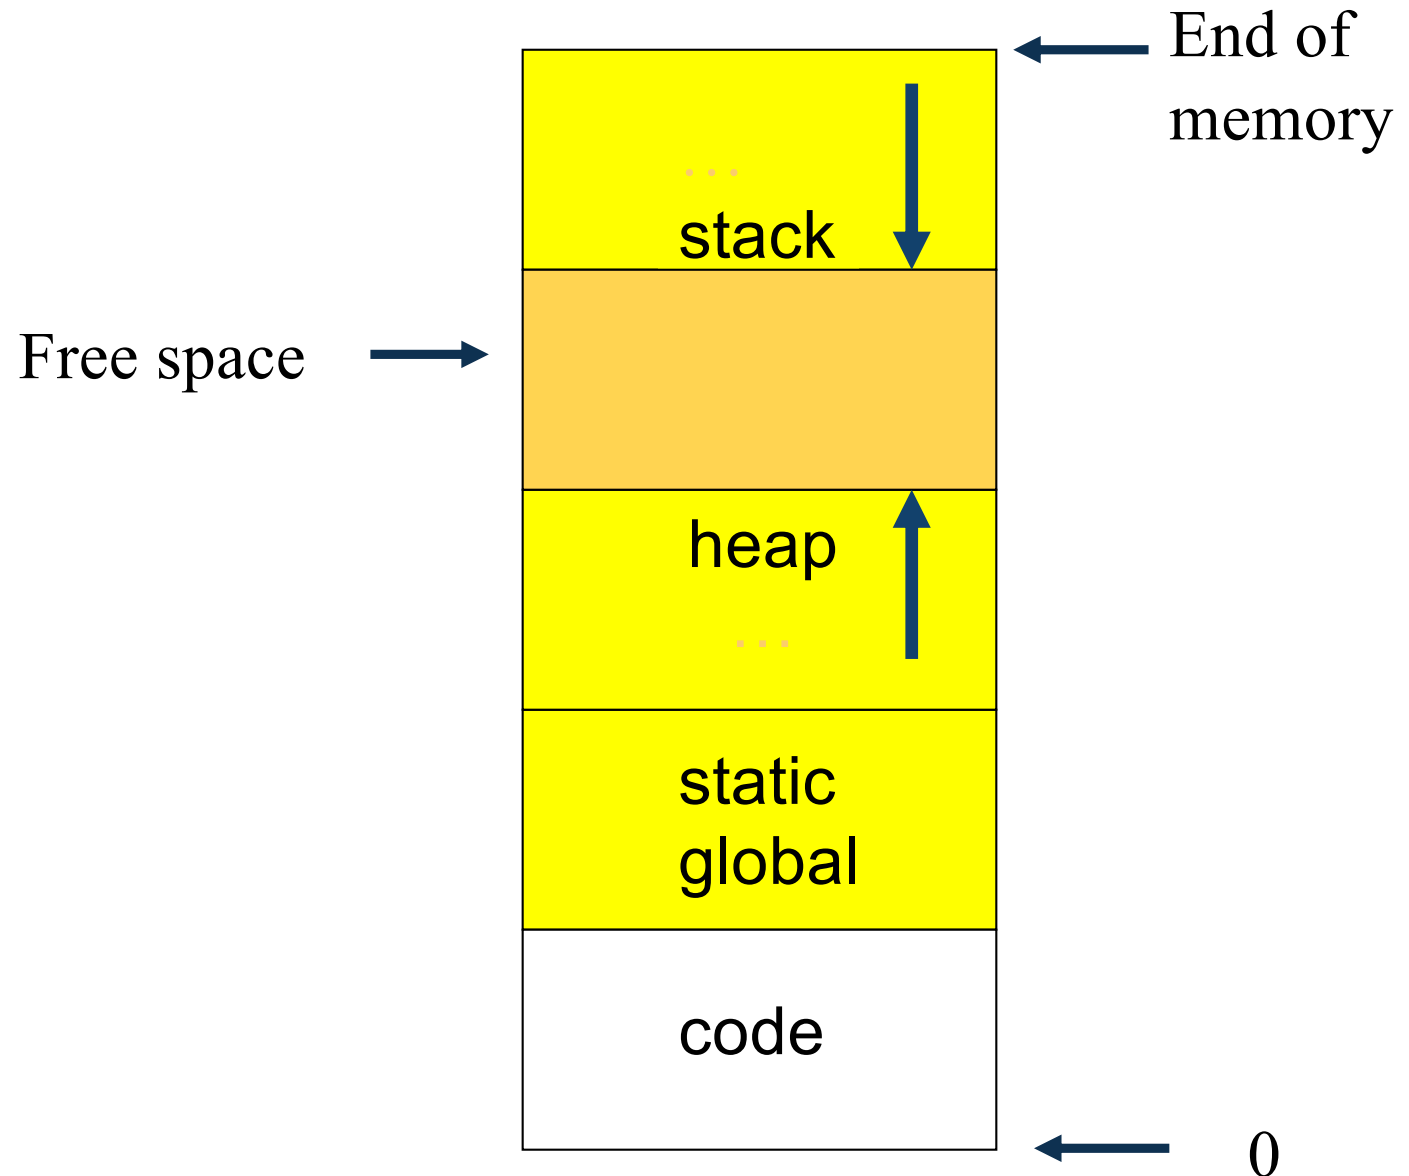 End of
memory
...
stack
Free space
heap
...
static
global
code
0